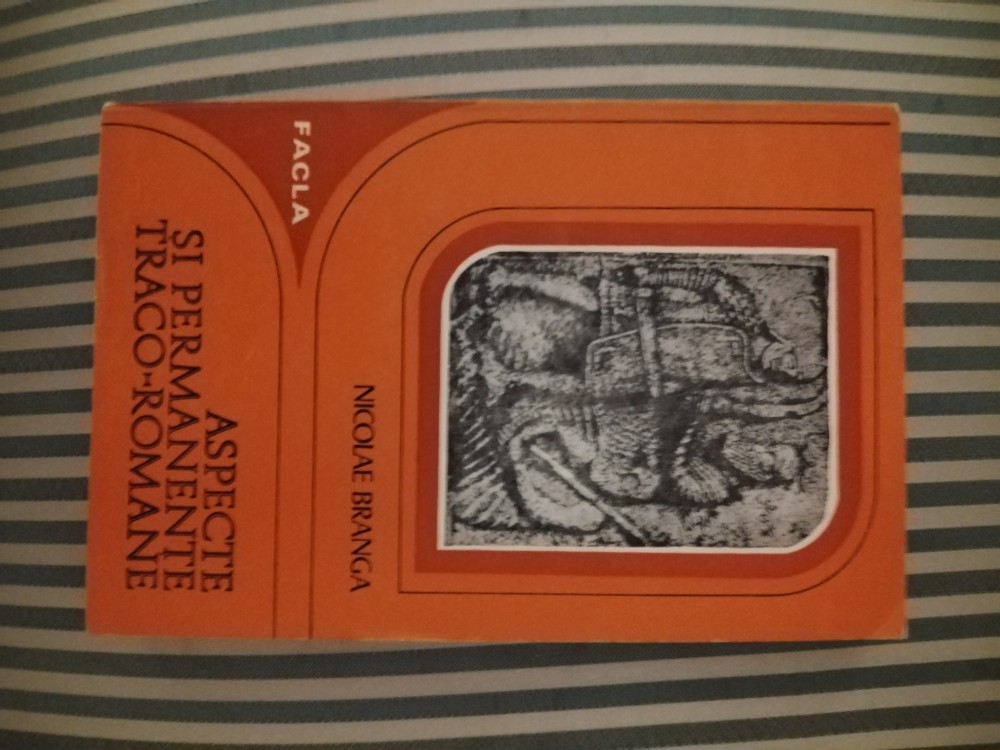 NICOLAE BRANGA
FACLA
ASPECTE
SI PERMANENTE
TRACO-ROMANE